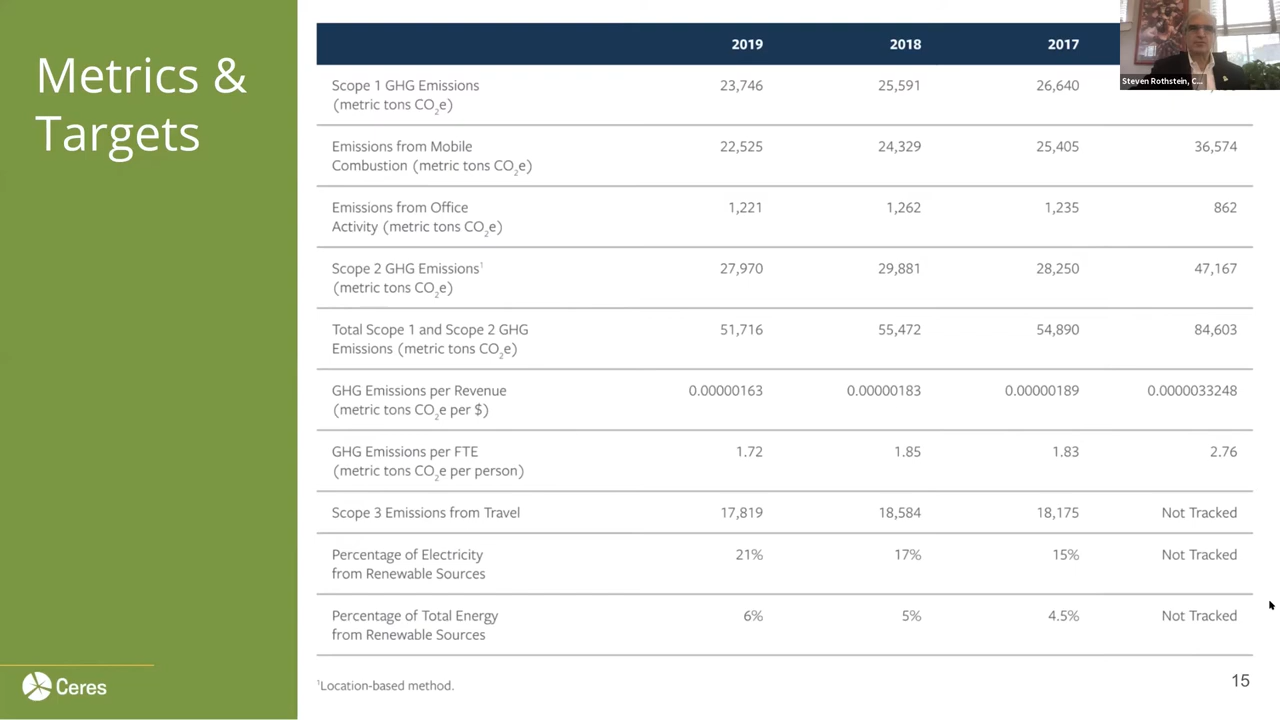 Metrics &
Targets
2019 2018 2017
Steven Rothstein, C...
Scope 1 GHG Emissions
(metric tons CO₂e) 23,746 25,591 26,640
Emissions from Mobile
Combustion (metric tons CO₂e) 22,525 24,329 25,405 36,574
Emissions from Office
Activity (metric tons CO₂e) 1,221 1,262 1,235 862
Scope 2 GHG Emissions¹
(metric tons CO₂e) 27,970 29,881 28,250 47,167
Total Scope 1 and Scope 2 GHG
Emissions (metric tons CO₂e) 51,716 55,472 54,890 84,603
GHG Emissions per Revenue
(metric tons CO₂e per $) 0.00000163 0.00000183 0.00000189 0.0000033248
GHG Emissions per FTE
(metric tons CO₂e per person) 1.72 1.85 1.83 2.76
Scope 3 Emissions from Travel 17,819 18,584 18,175 Not Tracked
Percentage of Electricity
from Renewable Sources 21% 17% 15% Not Tracked
Percentage of Total Energy
from Renewable Sources 6% 5% 4.5% Not Tracked
¹Location-based method.
15
Ceres